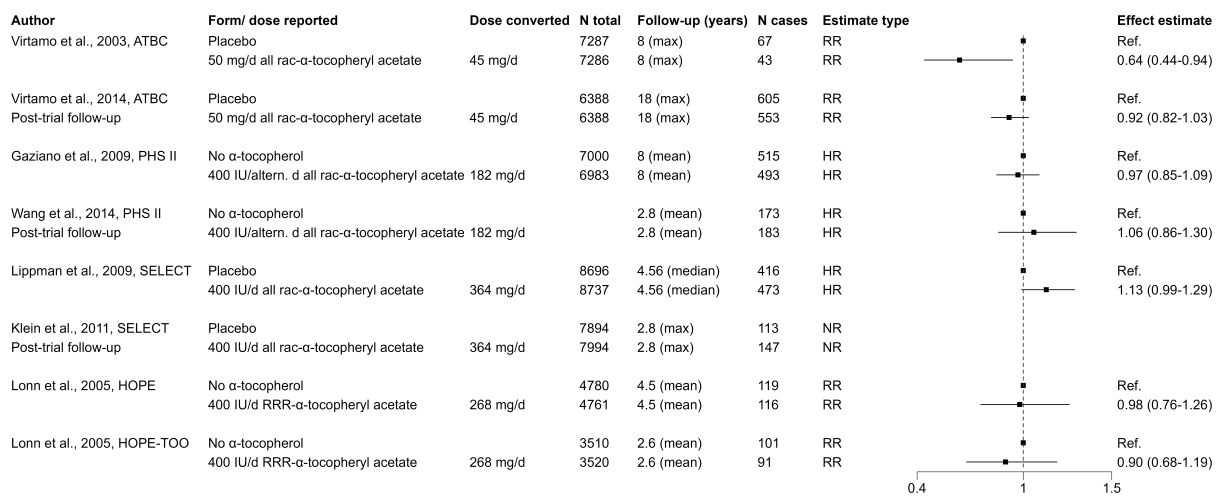 Author Form/ dose reported Dose converted N total Follow-up (years) N cases Estimate type Effect estimate
Virtamo et al., 2003, ATBC Placebo 7287 8 (max) 67 RR Ref.
50 mg/d all rac-α-tocopheryl acetate 45 mg/d 7286 8 (max) 43 RR 0.64 (0.44-0.94)
Virtamo et al., 2014, ATBC Placebo 6388 18 (max) 605 RR Ref.
Post-trial follow-up 50 mg/d all rac-α-tocopheryl acetate 45 mg/d 6388 18 (max) 553 RR 0.92 (0.82-1.03)
Gaziano et al., 2009, PHS II No α-tocopherol 7000 8 (mean) 515 HR Ref.
400 IU/altern. d all rac-α-tocopheryl acetate 182 mg/d 6983 8 (mean) 493 HR 0.97 (0.85-1.09)
Wang et al., 2014, PHS II No α-tocopherol 2.8 (mean) 173 HR Ref.
Post-trial follow-up 400 IU/altern. d all rac-α-tocopheryl acetate 182 mg/d 2.8 (mean) 183 HR 1.06 (0.86-1.30)
Lippman et al., 2009, SELECT Placebo 8696 4.56 (median) 416 HR Ref.
400 IU/d all rac-α-tocopheryl acetate 364 mg/d 8737 4.56 (median) 473 HR 1.13 (0.99-1.29)
Klein et al., 2011, SELECT Placebo 7894 2.8 (max) 113 NR
Post-trial follow-up 400 IU/d all rac-α-tocopheryl acetate 364 mg/d 7994 2.8 (max) 147 NR
Lonn et al., 2005, HOPE No α-tocopherol 4780 4.5 (mean) 119 RR Ref.
400 IU/d RRR-α-tocopheryl acetate 268 mg/d 4761 4.5 (mean) 116 RR 0.98 (0.76-1.26)
Lonn et al., 2005, HOPE-TOO No α-tocopherol 3510 2.6 (mean) 101 RR Ref.
400 IU/d RRR-α-tocopheryl acetate 268 mg/d 3520 2.6 (mean) 91 RR 0.90 (0.68-1.19)
0.4 1 1.5